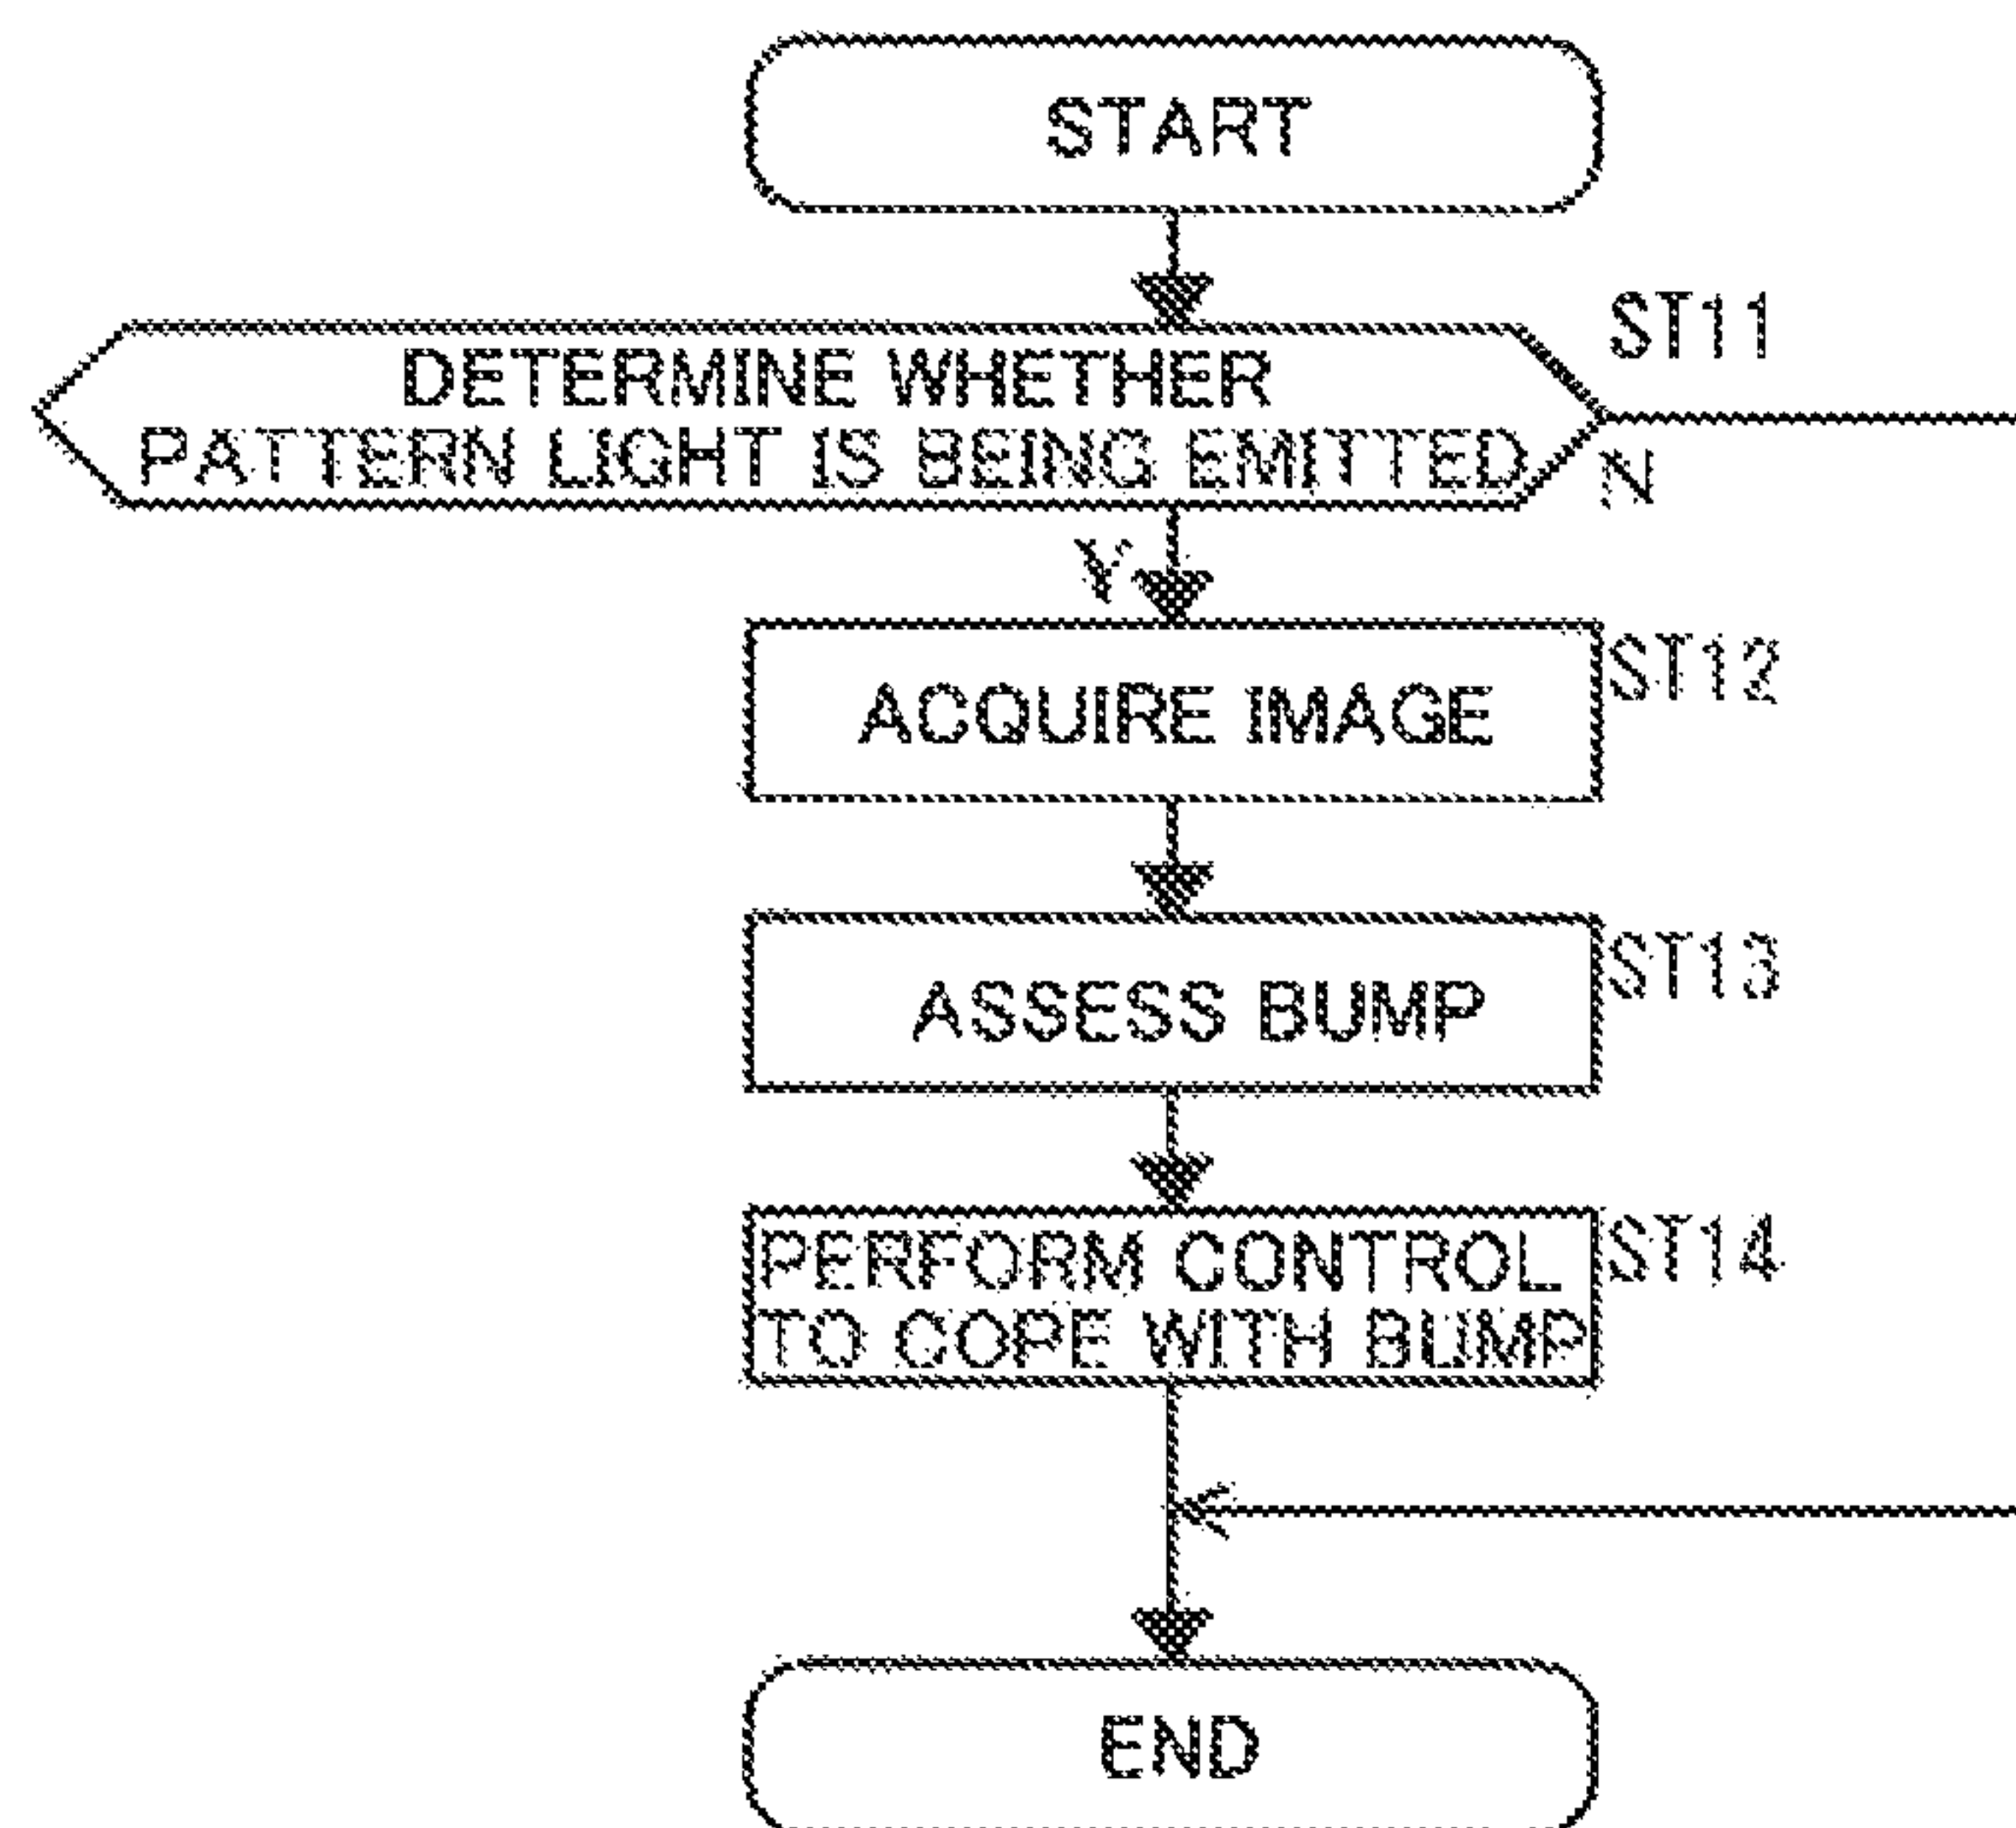 START
ST11
DETERMINE WHETHER
PATTERN LIGHT IS BEING EMITTED
N
Y
ST12
ACQUIRE IMAGE
ST13
ASSESS BUMP
ST14
PERFORM CONTROL
TO COPE WITH BUMP
END